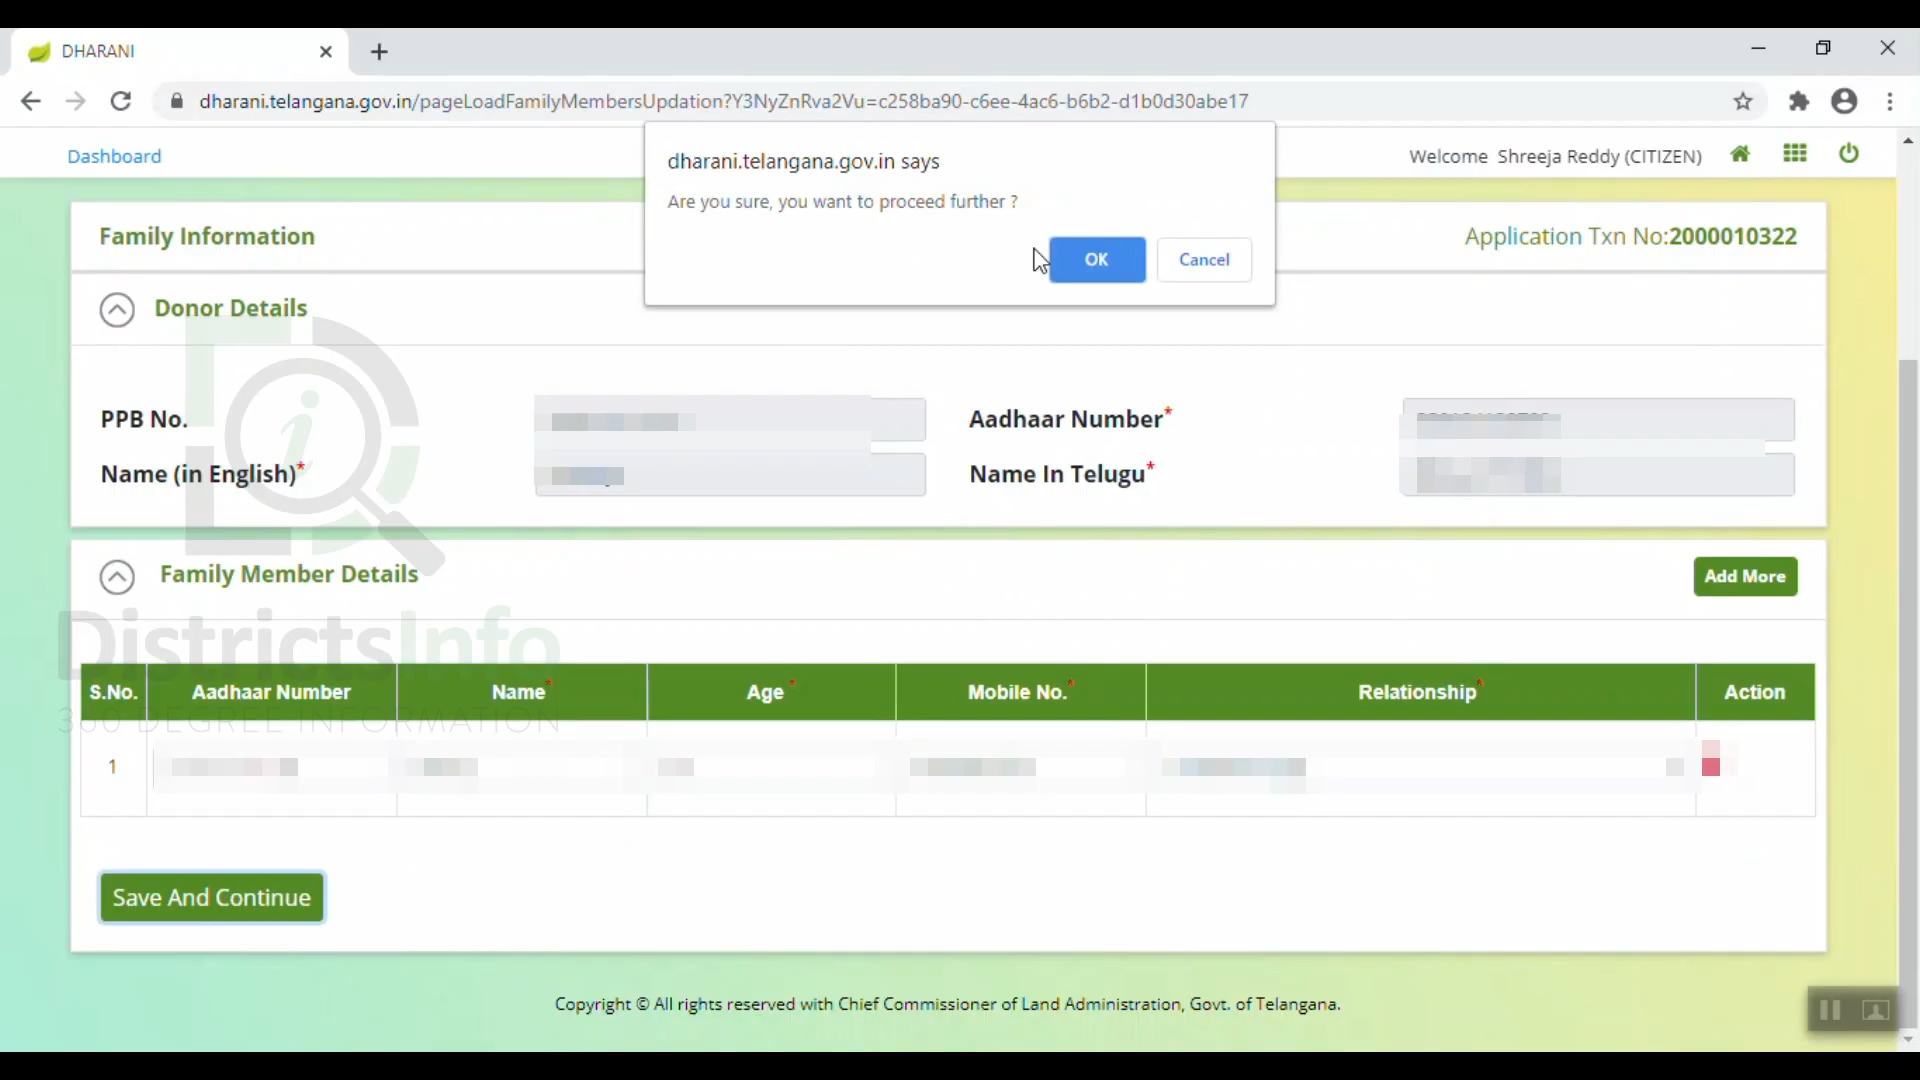 DHARANI
dharani.telangana.gov.in/pageLoadFamilyMembersUpdation?Y3NyZnRva2Vu=c258ba90-c6ee-4ac6-b6b2-d1b0d30abe17
dharani.telangana.gov.in says
Are you sure, you want to proceed further ?
OK Cancel
Dashboard
Welcome Shreeja Reddy (CITIZEN)
Family Information
Application Txn No:2000010322
Donor Details
PPB No.
Aadhaar Number*
Name (in English)*
Name In Telugu*
Family Member Details
Add More
DistrictsInfo
S.No. Aadhaar Number Name* Age* Mobile No.* Relationship* Action
360 DEGREE INFORMATION
1
Save And Continue
Copyright © All rights reserved with Chief Commissioner of Land Administration, Govt. of Telangana.